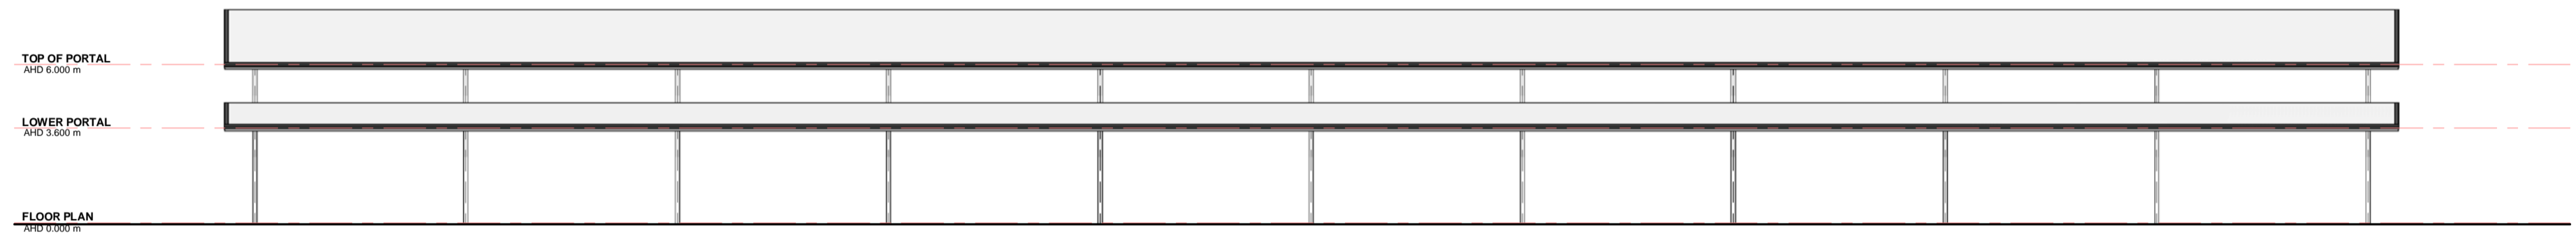 TOP OF PORTAL
AHD 6.000 m
LOWER PORTAL
AHD 3.600 m
FLOOR PLAN
AHD 0.000 m